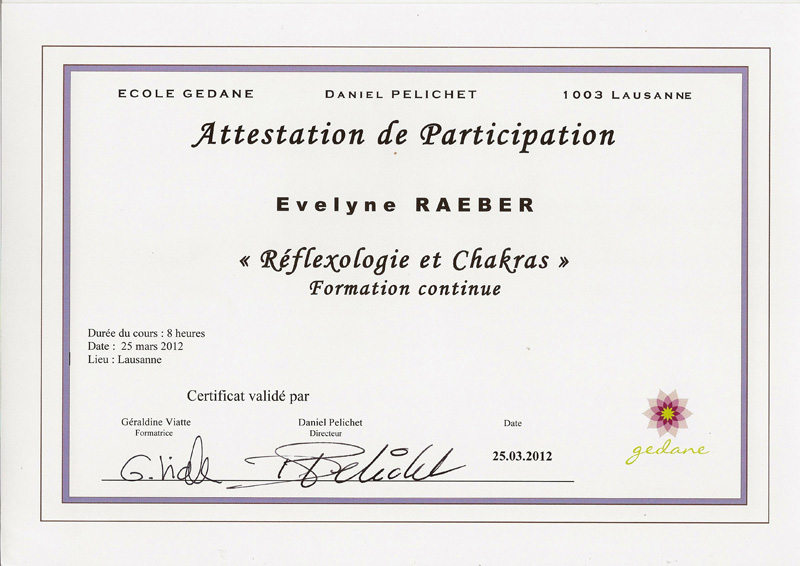 ECOLE GEDANE DANIEL PELICHET 1003 LAUSANNE
Attestation de Participation
Evelyne RAEBER
« Réflexologie et Chakras »
Formation continue
Durée du cours : 8 heures
Date : 25 mars 2012
Lieu : Lausanne
Certificat validé par
Géraldine Viatte Daniel Pelichet Date
Formatrice Directeur
G. Viatte D Pelichet 25.03.2012
gedane